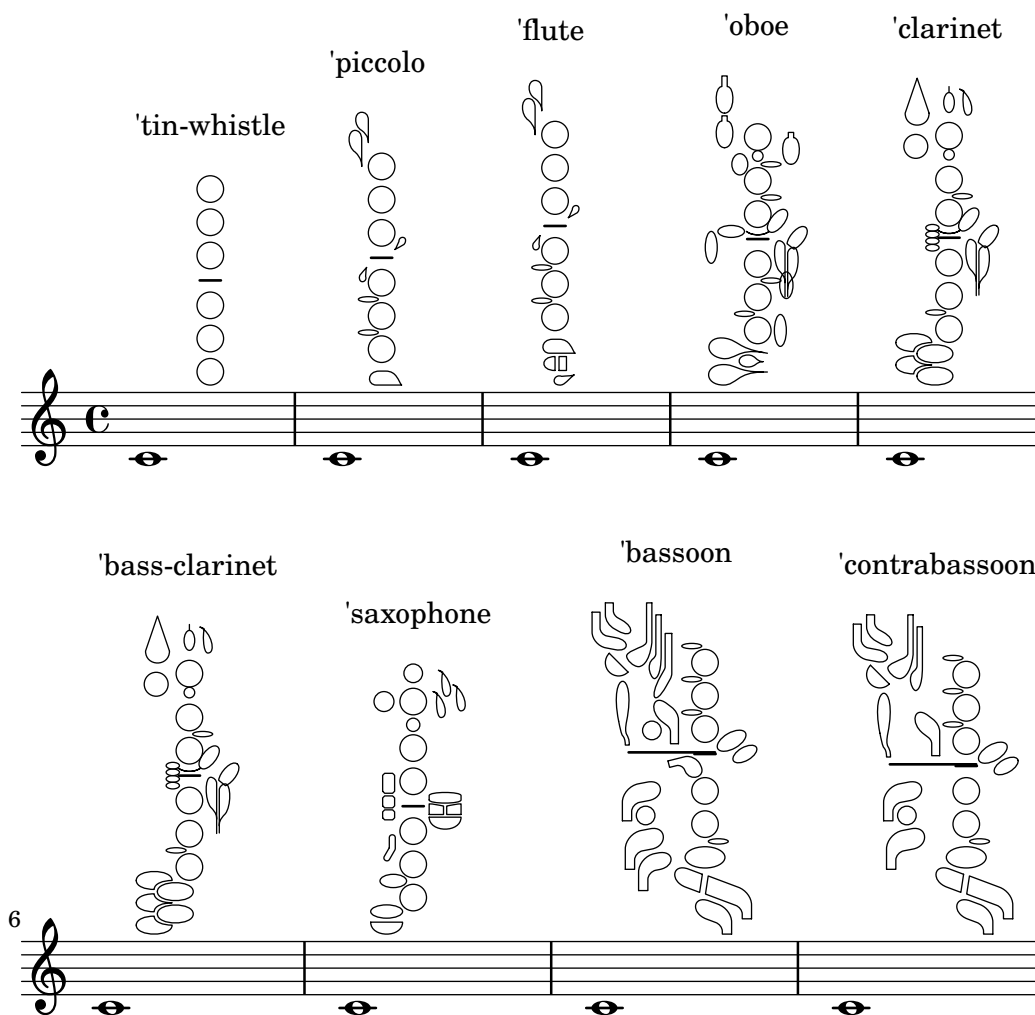 'tin-whistle
'piccolo
'flute
'oboe
'clarinet
'bass-clarinet
'saxophone
'bassoon
'contrabassoon
6